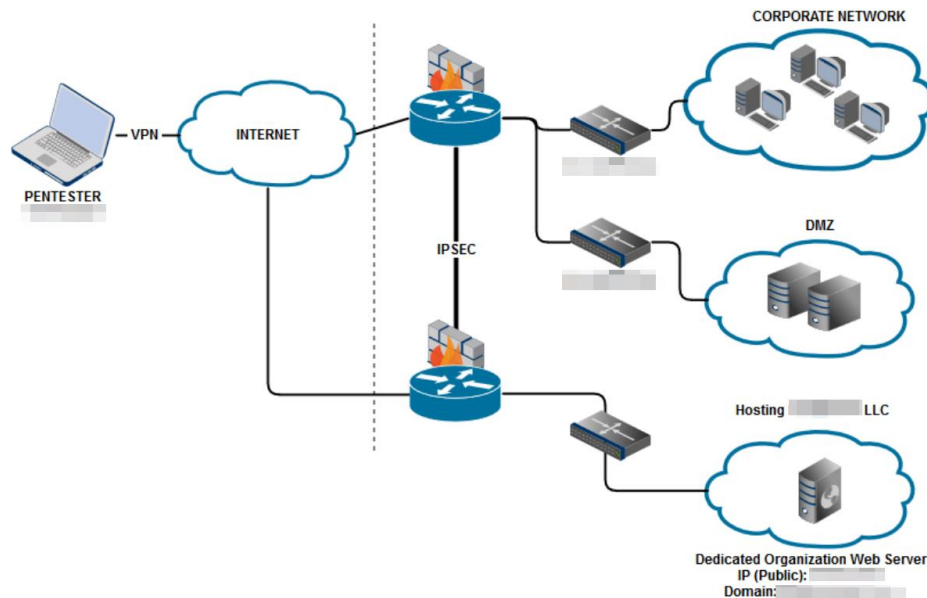 CORPORATE NETWORK
VPN
INTERNET
PENTESTER
IPSEC
DMZ
Hosting LLC
Dedicated Organization Web Server
IP (Public):
Domain: